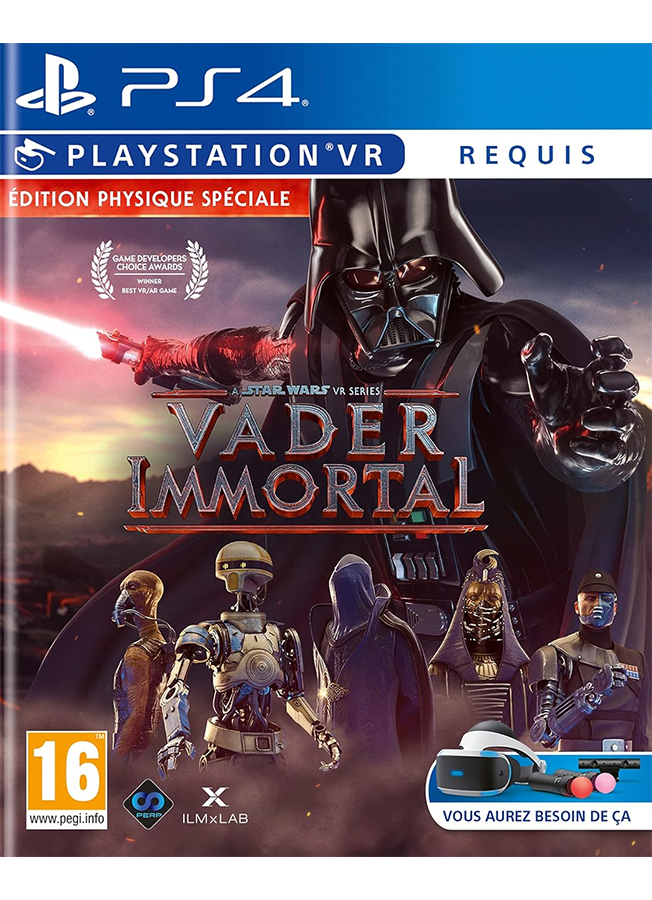 PS4
PLAYSTATION®VR
REQUIS
ÉDITION PHYSIQUE SPÉCIALE
GAME DEVELOPERS
CHOICE AWARDS
WINNER
BEST VR/AR GAME
A STAR WARS VR SERIES
VADER
IMMORTAL
16
www.pegi.info
PERP
ILMxLAB
VOUS AUREZ BESOIN DE ÇA